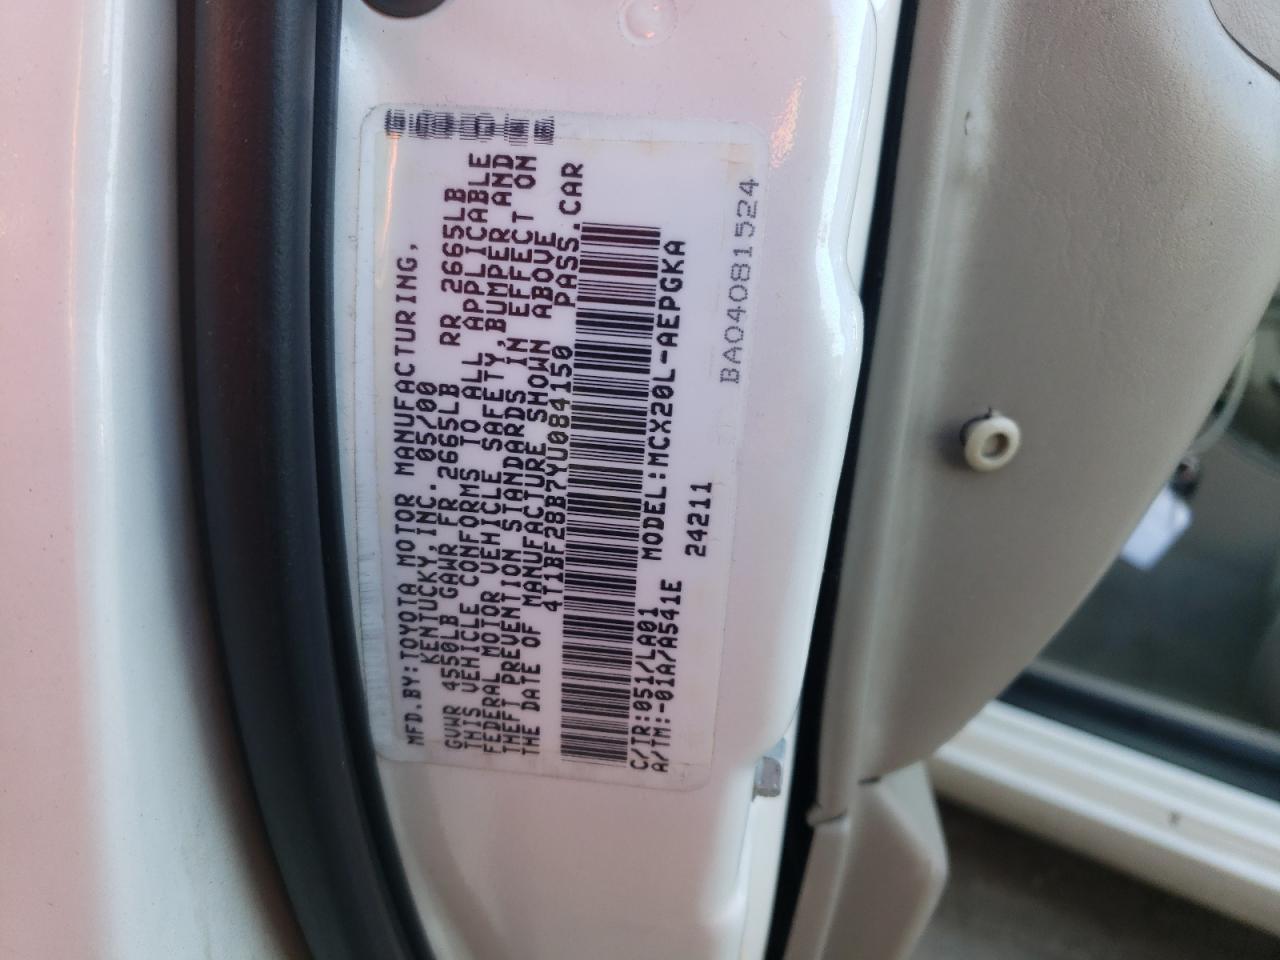 MFD.BY:TOYOTA MOTOR MANUFACTURING,
KENTUCKY,INC. 05/00
GVWR 4550LB GAWR FR 2665LB RR 2665LB
THIS VEHICLE CONFORMS TO ALL APPLICABLE
FEDERAL MOTOR VEHICLE SAFETY,BUMPER AND
THEFT PREVENTION STANDARDS IN EFFECT ON
THE DATE OF MANUFACTURE SHOWN ABOVE
4T1BF28B7YU084150 PASS.CAR
C/TR:051/LA01 MODEL:MCX20L-AEPGKA
A/TM:-01A/A541E
24211
BA04081524